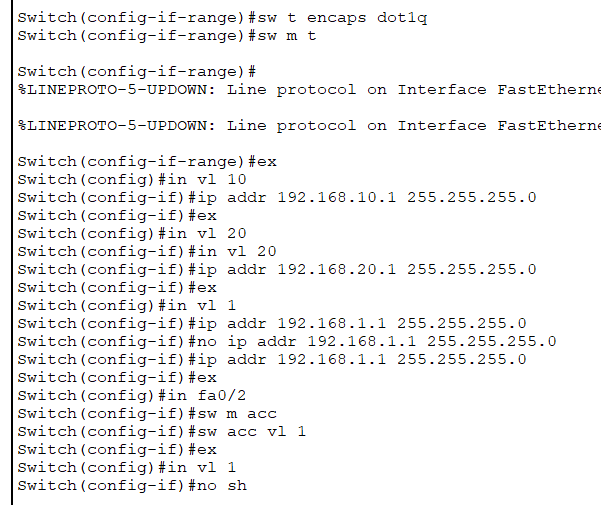 Switch(config-if-range)#sw t encaps dot1q
Switch(config-if-range)#sw m t
Switch(config-if-range)#
%LINEPROTO-5-UPDOWN: Line protocol on Interface FastEtherne
%LINEPROTO-5-UPDOWN: Line protocol on Interface FastEtherne
Switch(config-if-range)#ex
Switch(config)#in vl 10
Switch(config-if)#ip addr 192.168.10.1 255.255.255.0
Switch(config-if)#ex
Switch(config)#in vl 20
Switch(config-if)#in vl 20
Switch(config-if)#ip addr 192.168.20.1 255.255.255.0
Switch(config-if)#ex
Switch(config)#in vl 1
Switch(config-if)#ip addr 192.168.1.1 255.255.255.0
Switch(config-if)#no ip addr 192.168.1.1 255.255.255.0
Switch(config-if)#ip addr 192.168.1.1 255.255.255.0
Switch(config-if)#ex
Switch(config)#in fa0/2
Switch(config-if)#sw m acc
Switch(config-if)#sw acc vl 1
Switch(config-if)#ex
Switch(config)#in vl 1
Switch(config-if)#no sh